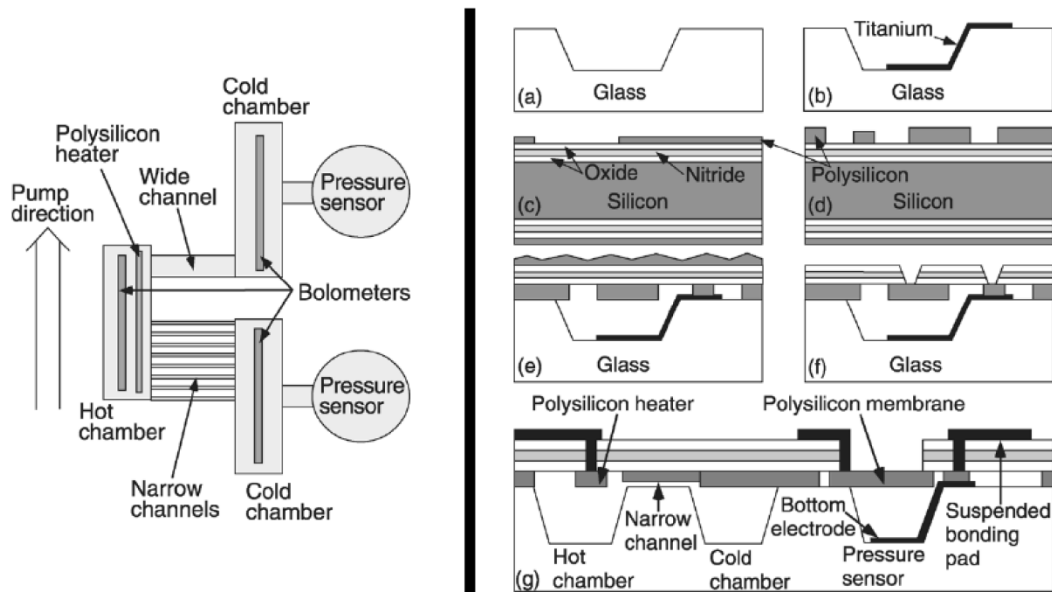 Cold
chamber
Polysilicon
heater
Wide
channel
Pump
direction
Pressure
sensor
Bolometers
Pressure
sensor
Hot
chamber
Narrow
channels
Cold
chamber
(a)
Glass
Titanium
(b)
Glass
Oxide
Nitride
Polysilicon
(c)
Silicon
(d)
Silicon
(e)
Glass
(f)
Glass
Polysilicon heater
Polysilicon membrane
(g)
Hot
chamber
Narrow
channel
Cold
chamber
Bottom
electrode
Pressure
sensor
Suspended
bonding
pad